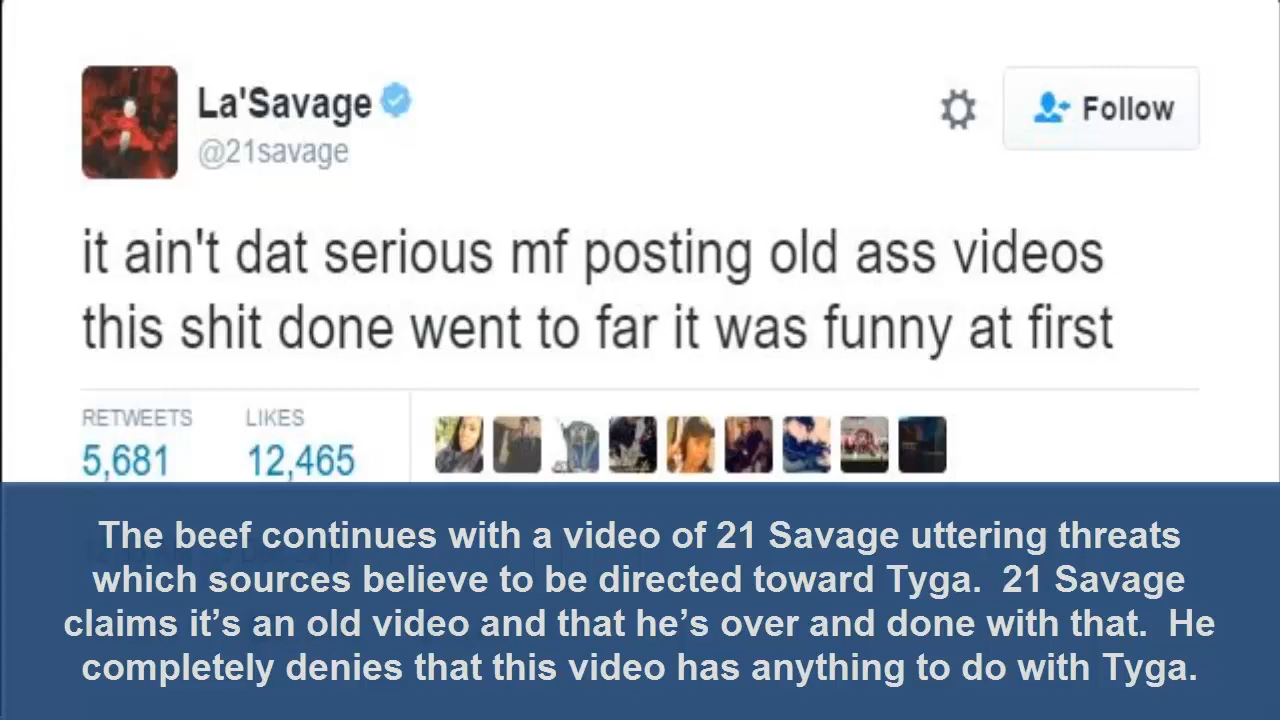 La'Savage
@21savage
Follow
it ain't dat serious mf posting old ass videos
this shit done went to far it was funny at first
RETWEETS LIKES
5,681 12,465
The beef continues with a video of 21 Savage uttering threats
which sources believe to be directed toward Tyga.  21 Savage
claims it’s an old video and that he’s over and done with that.  He
completely denies that this video has anything to do with Tyga.